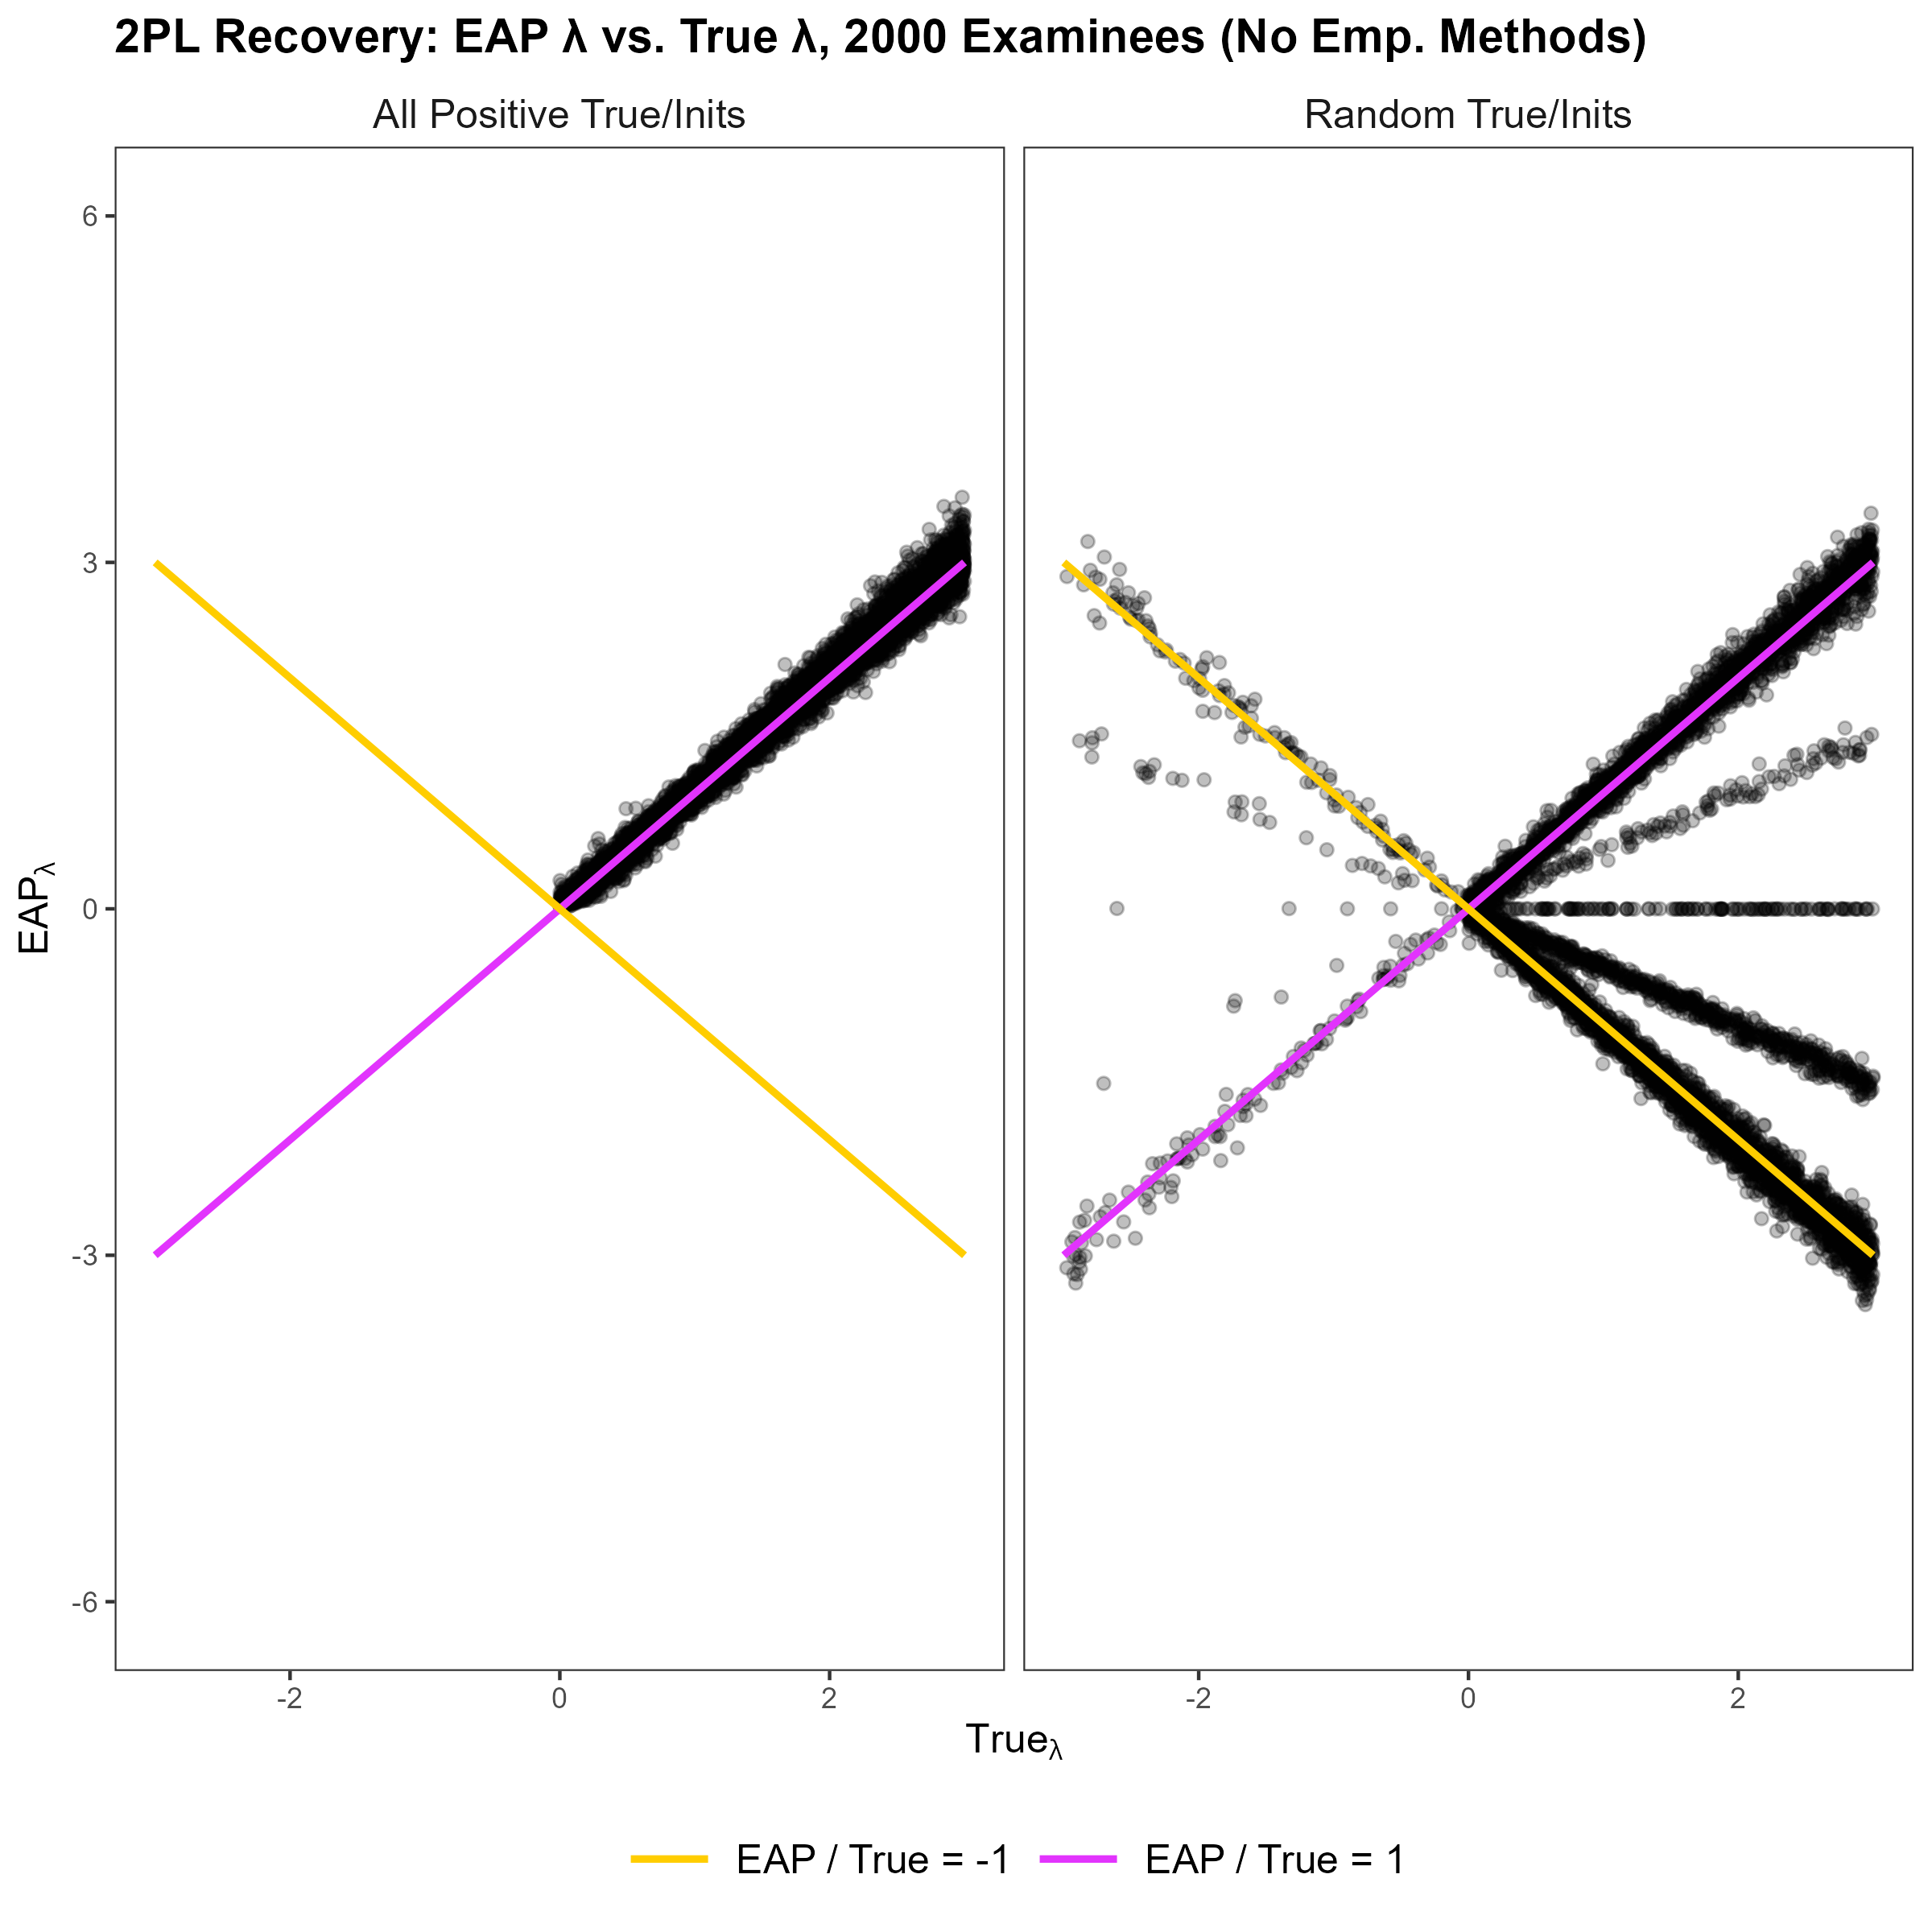 2PL Recovery: EAP λ vs. True λ, 2000 Examinees (No Emp. Methods)
All Positive True/Inits
Random True/Inits
6
3
0
-3
-6
EAPλ
-2
0
2
-2
0
2
Trueλ
EAP / True = -1
EAP / True = 1